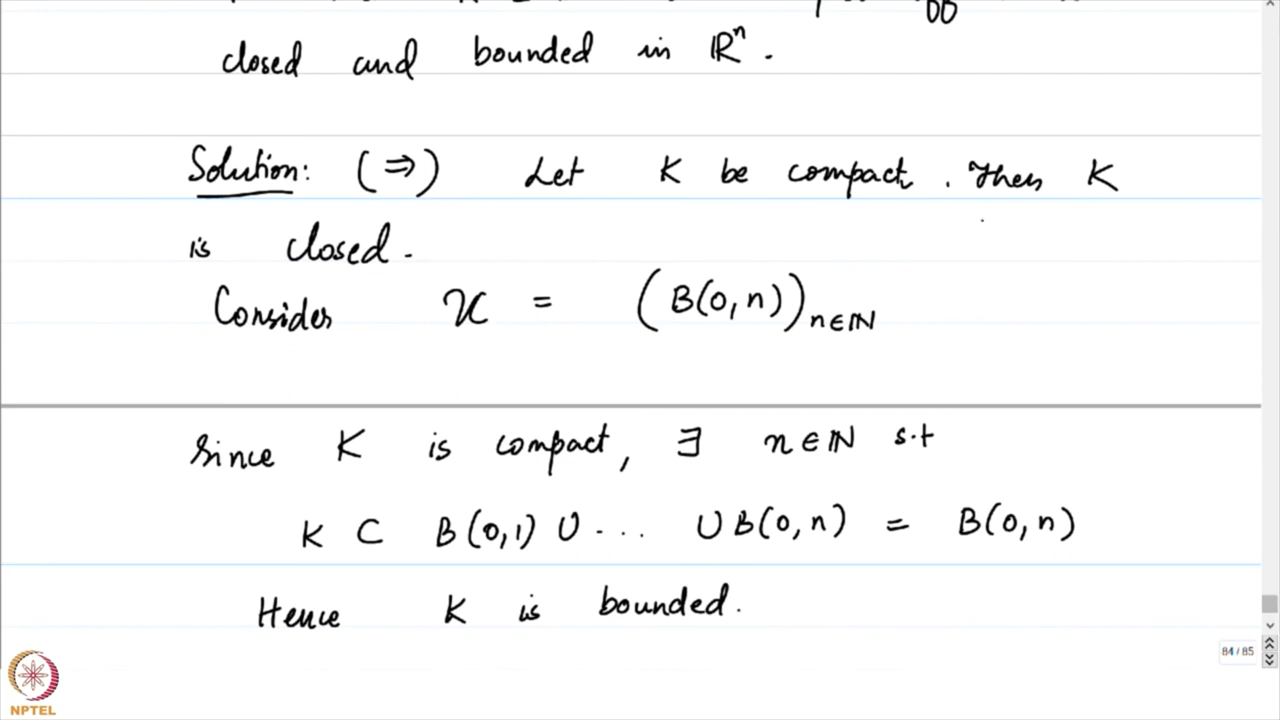 closed and bounded in ℝⁿ.
Solution: (⇒) Let K be compact. Then K
is closed.
Consider 𝒰 = (B(0,n))ₙ∈ℕ
Since K is compact, ∃ n∈ℕ s.t
K ⊂ B(0,1) ∪ ... ∪ B(0,n) = B(0,n)
Hence K is bounded.
84 / 85
NPTEL